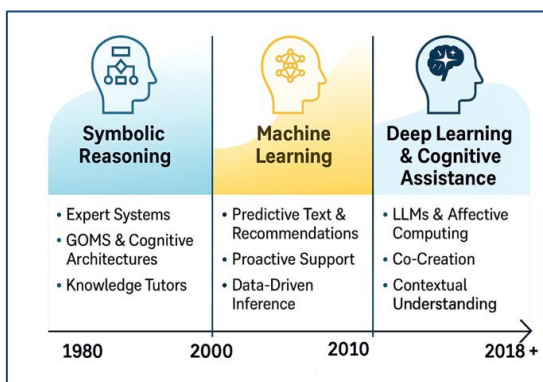 Symbolic
Reasoning
• Expert Systems
• GOMS & Cognitive
Architectures
• Knowledge Tutors
Machine
Learning
• Predictive Text &
Recommendations
• Proactive Support
• Data-Driven
Inference
Deep Learning
& Cognitive
Assistance
• LLMs & Affective
Computing
• Co-Creation
• Contextual
Understanding
1980 2000 2010 2018 +